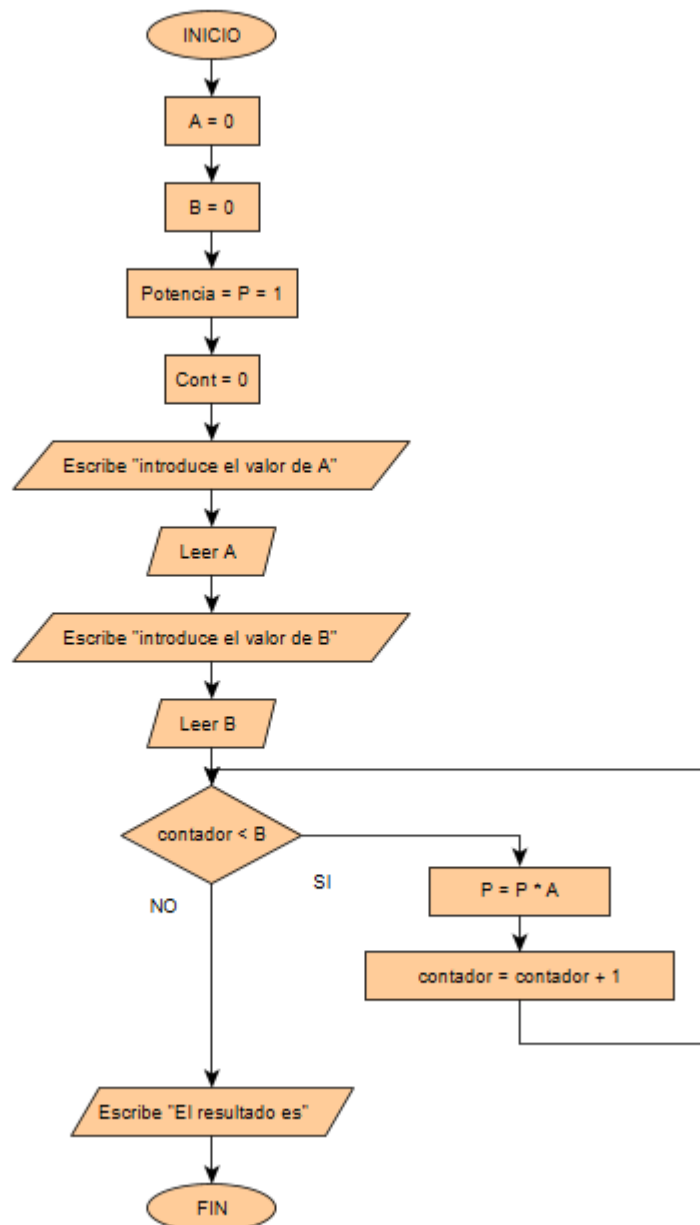 INICIO
A = 0
B = 0
Potencia = P = 1
Cont = 0
Escribe "introduce el valor de A"
Leer A
Escribe "introduce el valor de B"
Leer B
contador < B
SI
NO
P = P * A
contador = contador + 1
Escribe "El resultado es"
FIN